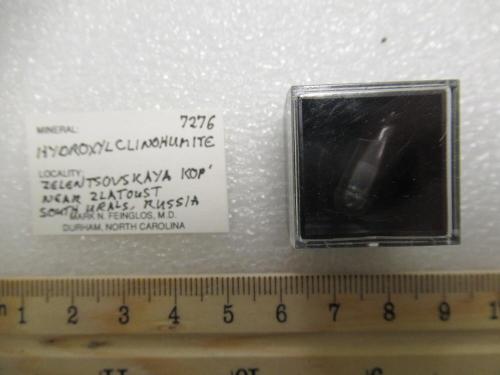 MINERAL: 7276
HYDROXYLCLINOHUMITE
LOCALITY:
ZELENTSOVSKAYA KOP'
NEAR ZLATOUST
SOUTH URALS, RUSSIA
MARK N. FEINGLOS, M.D.
DURHAM, NORTH CAROLINA
1 2 3 4 5 6 7 8 9